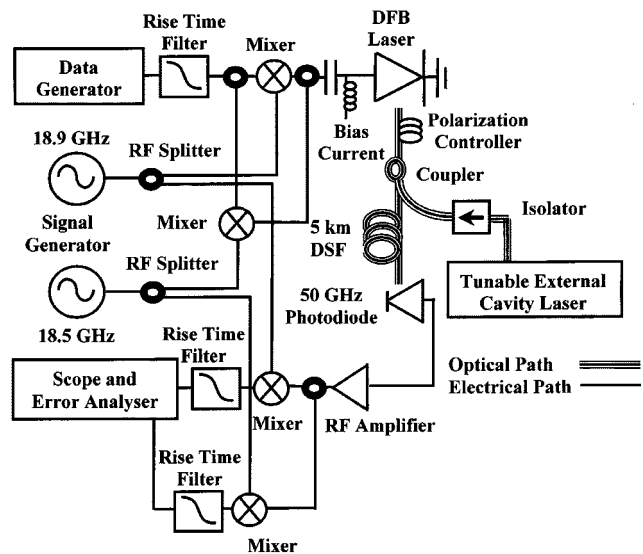 Rise Time
Filter
Mixer
DFB
Laser
Data
Generator
Bias
Current
Polarization
Controller
18.9 GHz
RF Splitter
Coupler
Signal
Generator
Mixer
5 km
DSF
Isolator
RF Splitter
Tunable External
Cavity Laser
50 GHz
Photodiode
18.5 GHz
Rise Time
Filter
Scope and
Error Analyser
Mixer
RF Amplifier
Optical Path
Electrical Path
Rise Time
Filter
Mixer